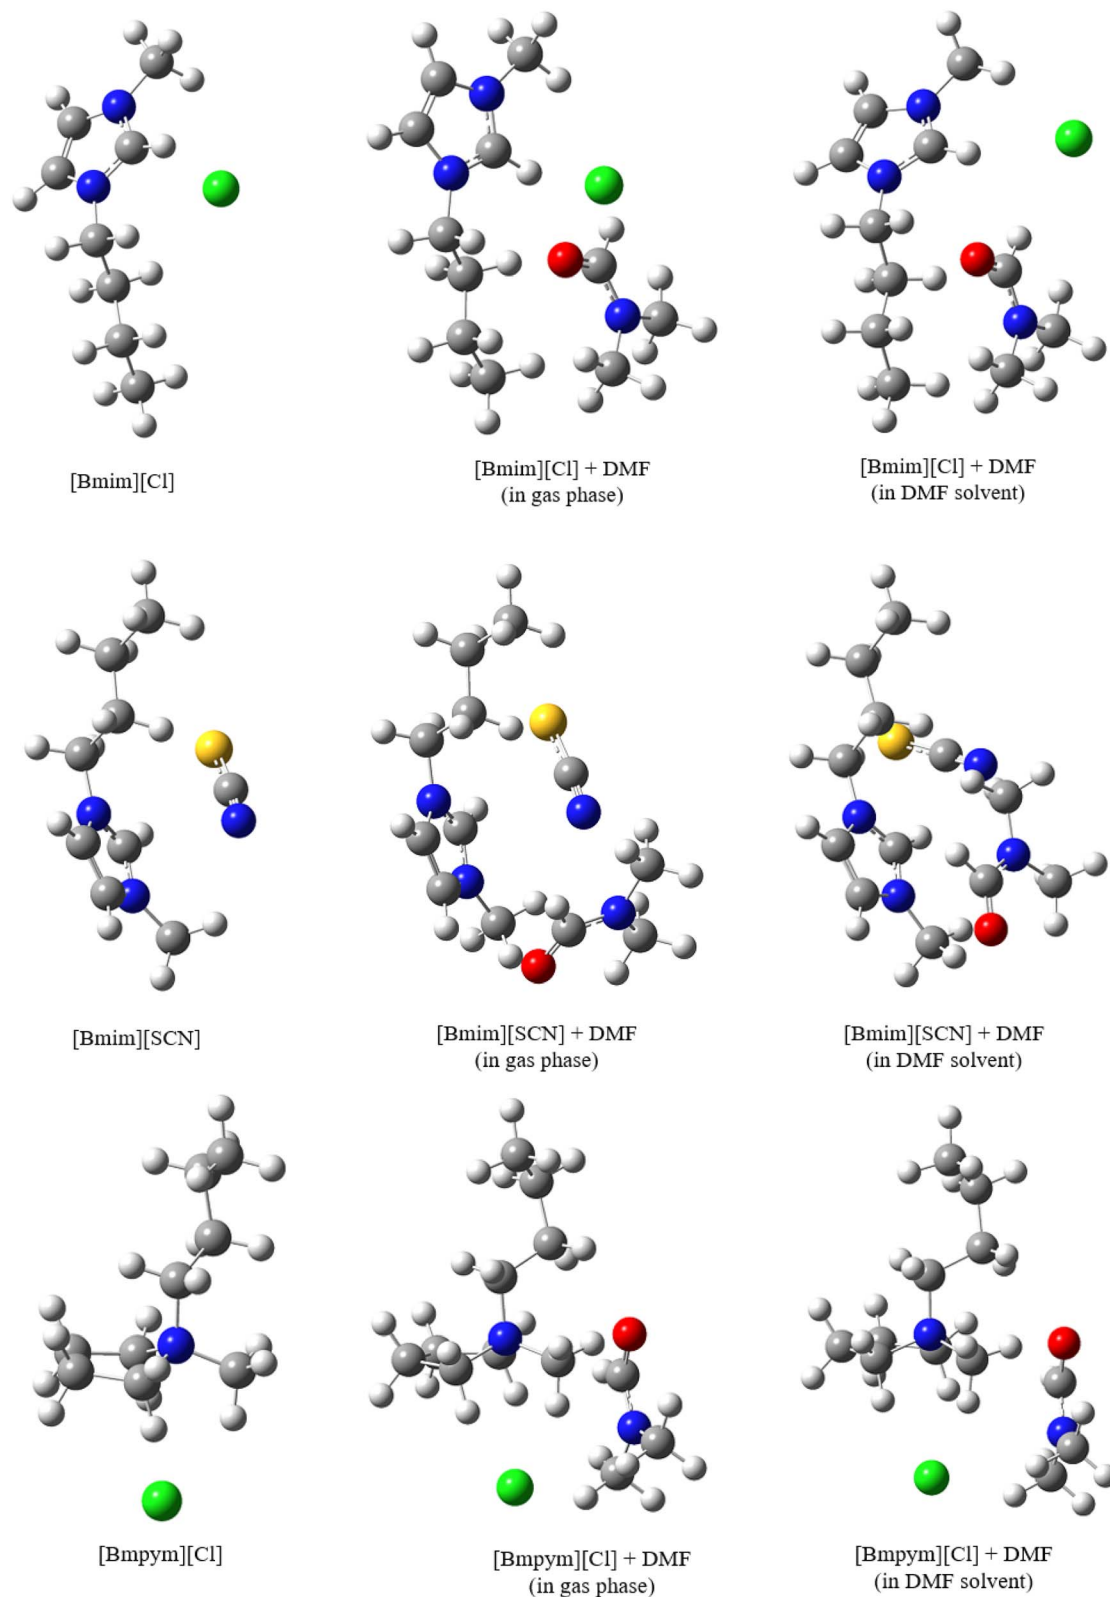 [Bmim][Cl]
[Bmim][Cl] + DMF
(in gas phase)
[Bmim][Cl] + DMF
(in DMF solvent)
[Bmim][SCN]
[Bmim][SCN] + DMF
(in gas phase)
[Bmim][SCN] + DMF
(in DMF solvent)
[Bmpym][Cl]
[Bmpym][Cl] + DMF
(in gas phase)
[Bmpym][Cl] + DMF
(in DMF solvent)